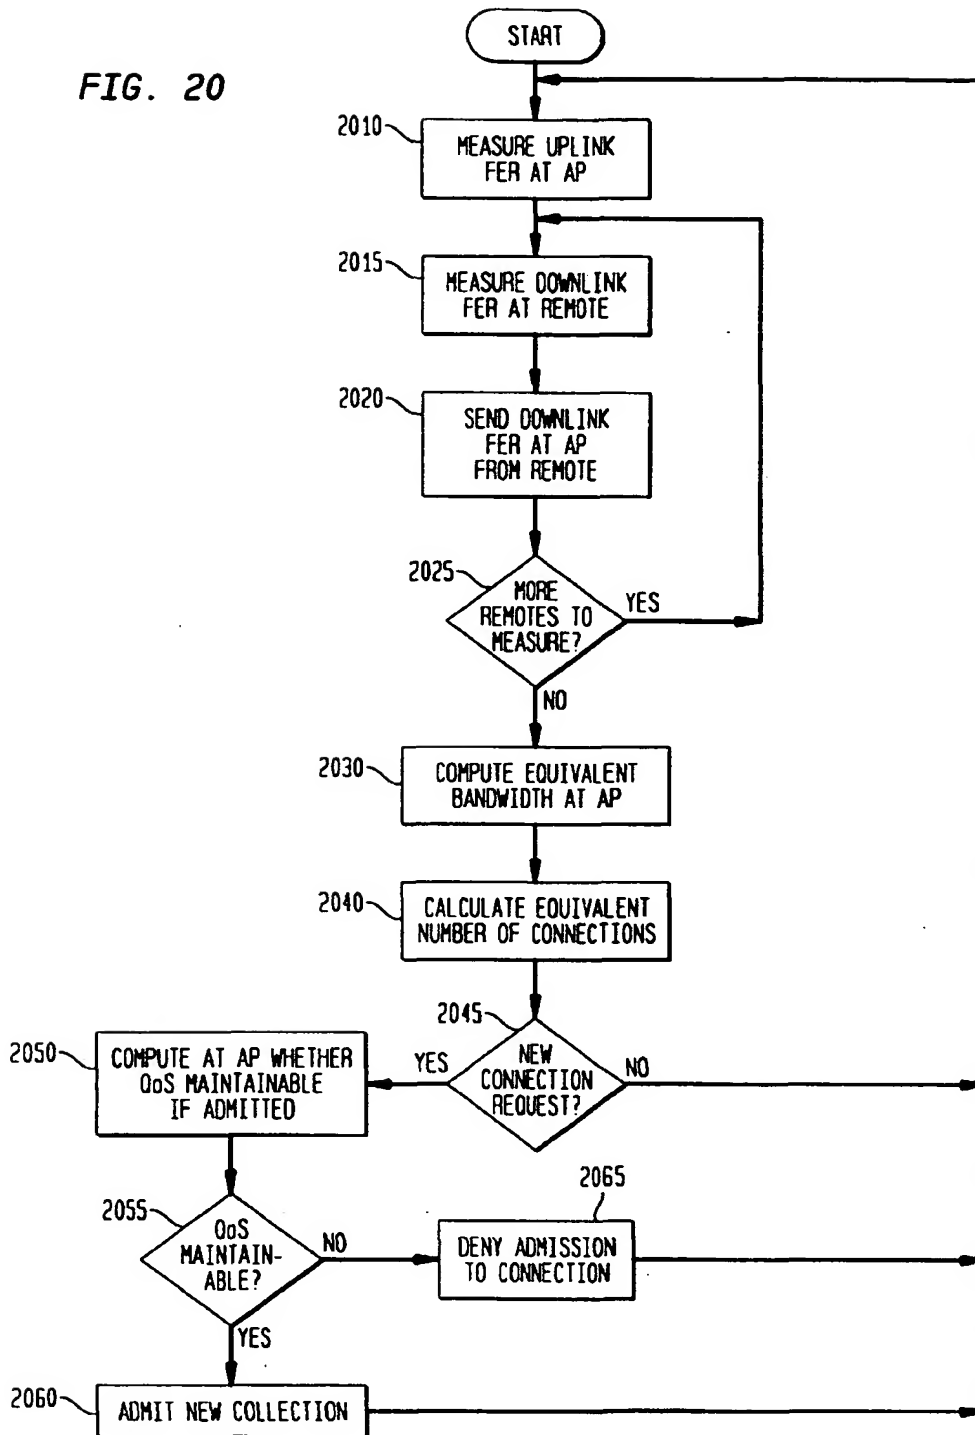 FIG. 20
START
2010
MEASURE UPLINK
FER AT AP
2015
MEASURE DOWNLINK
FER AT REMOTE
2020
SEND DOWNLINK
FER AT AP
FROM REMOTE
2025
MORE
REMOTES TO
MEASURE?
YES
NO
2030
COMPUTE EQUIVALENT
BANDWIDTH AT AP
2040
CALCULATE EQUIVALENT
NUMBER OF CONNECTIONS
2045
NEW
CONNECTION
REQUEST?
YES
NO
2050
COMPUTE AT AP WHETHER
QoS MAINTAINABLE
IF ADMITTED
2055
QoS
MAINTAIN-
ABLE?
NO
YES
2065
DENY ADMISSION
TO CONNECTION
2060
ADMIT NEW COLLECTION